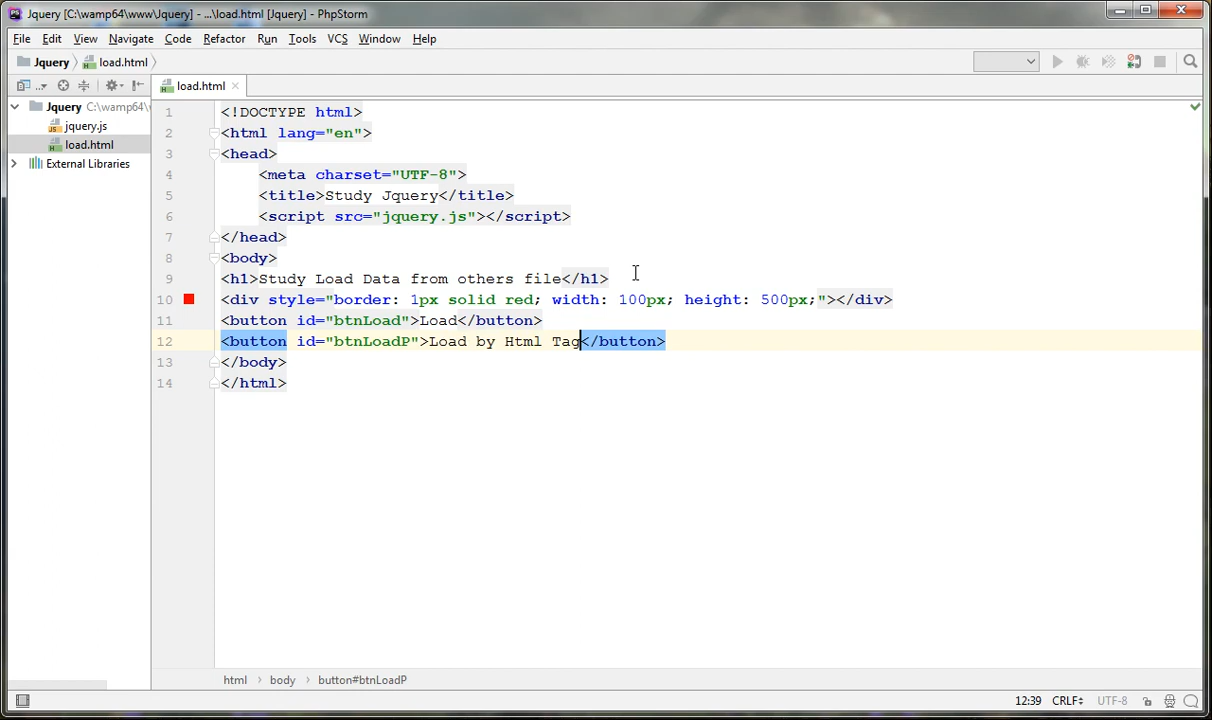 Jquery [C:\wamp64\www\Jquery] - ...\load.html [Jquery] - PhpStorm
File Edit View Navigate Code Refactor Run Tools VCS Window Help
Jquery load.html
load.html
Jquery C:\wamp64\
jquery.js
load.html
External Libraries
1 <!DOCTYPE html>
2 <html lang="en">
3 <head>
4 <meta charset="UTF-8">
5 <title>Study Jquery</title>
6 <script src="jquery.js"></script>
7 </head>
8 <body>
9 <h1>Study Load Data from others file</h1>
10 <div style="border: 1px solid red; width: 100px; height: 500px;"></div>
11 <button id="btnLoad">Load</button>
12 <button id="btnLoadP">Load by Html Tag</button>
13 </body>
14 </html>
html body button#btnLoadP
12:39 CRLF UTF-8